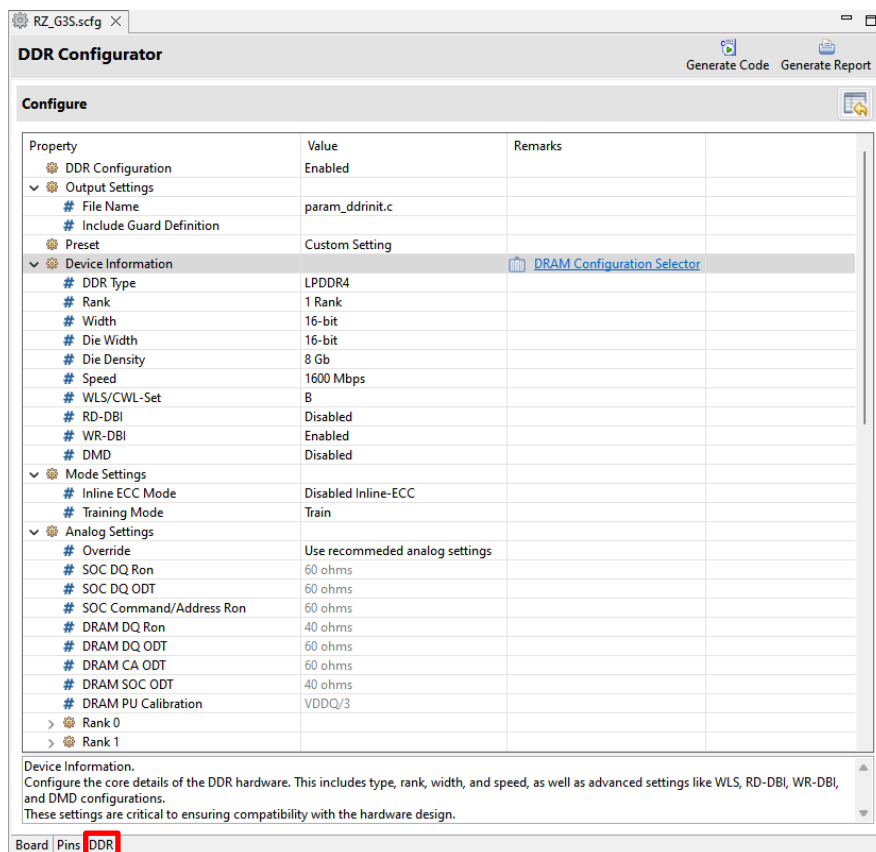 RZ_G3S.scfg
DDR Configurator
Generate Code Generate Report
Configure
Property Value Remarks
DDR Configuration Enabled
Output Settings
# File Name param_ddrinit.c
# Include Guard Definition
Preset Custom Setting
Device Information DRAM Configuration Selector
# DDR Type LPDDR4
# Rank 1 Rank
# Width 16-bit
# Die Width 16-bit
# Die Density 8 Gb
# Speed 1600 Mbps
# WLS/CWL-Set B
# RD-DBI Disabled
# WR-DBI Enabled
# DMD Disabled
Mode Settings
# Inline ECC Mode Disabled Inline-ECC
# Training Mode Train
Analog Settings
# Override Use recommeded analog settings
# SOC DQ Ron 60 ohms
# SOC DQ ODT 60 ohms
# SOC Command/Address Ron 60 ohms
# DRAM DQ Ron 40 ohms
# DRAM DQ ODT 60 ohms
# DRAM CA ODT 60 ohms
# DRAM SOC ODT 40 ohms
# DRAM PU Calibration VDDQ/3
Rank 0
Rank 1
Device Information.
Configure the core details of the DDR hardware. This includes type, rank, width, and speed, as well as advanced settings like WLS, RD-DBI, WR-DBI,
and DMD configurations.
These settings are critical to ensuring compatibility with the hardware design.
Board Pins DDR